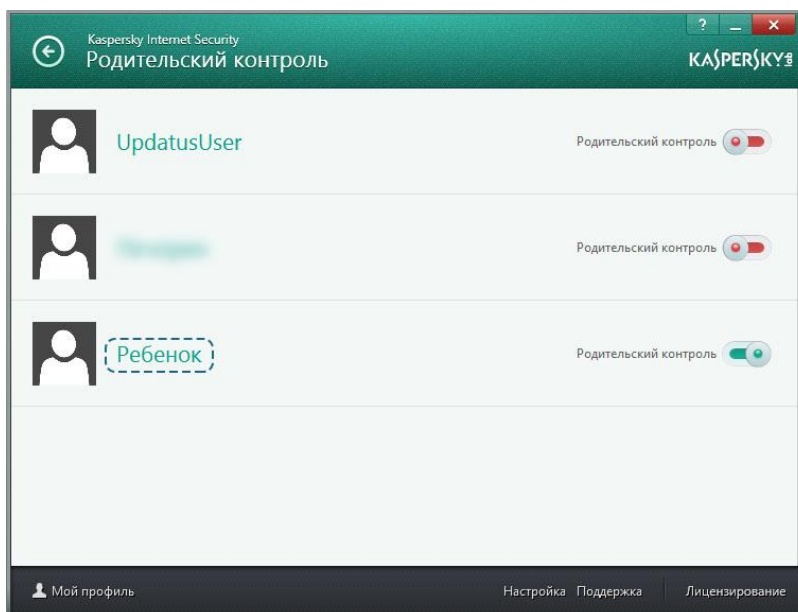 Kaspersky Internet Security
Родительский контроль
?
KASPERSKY LAB
UpdatusUser
Родительский контроль
Родительский контроль
Ребенок
Родительский контроль
Мой профиль
Настройка Поддержка Лицензирование